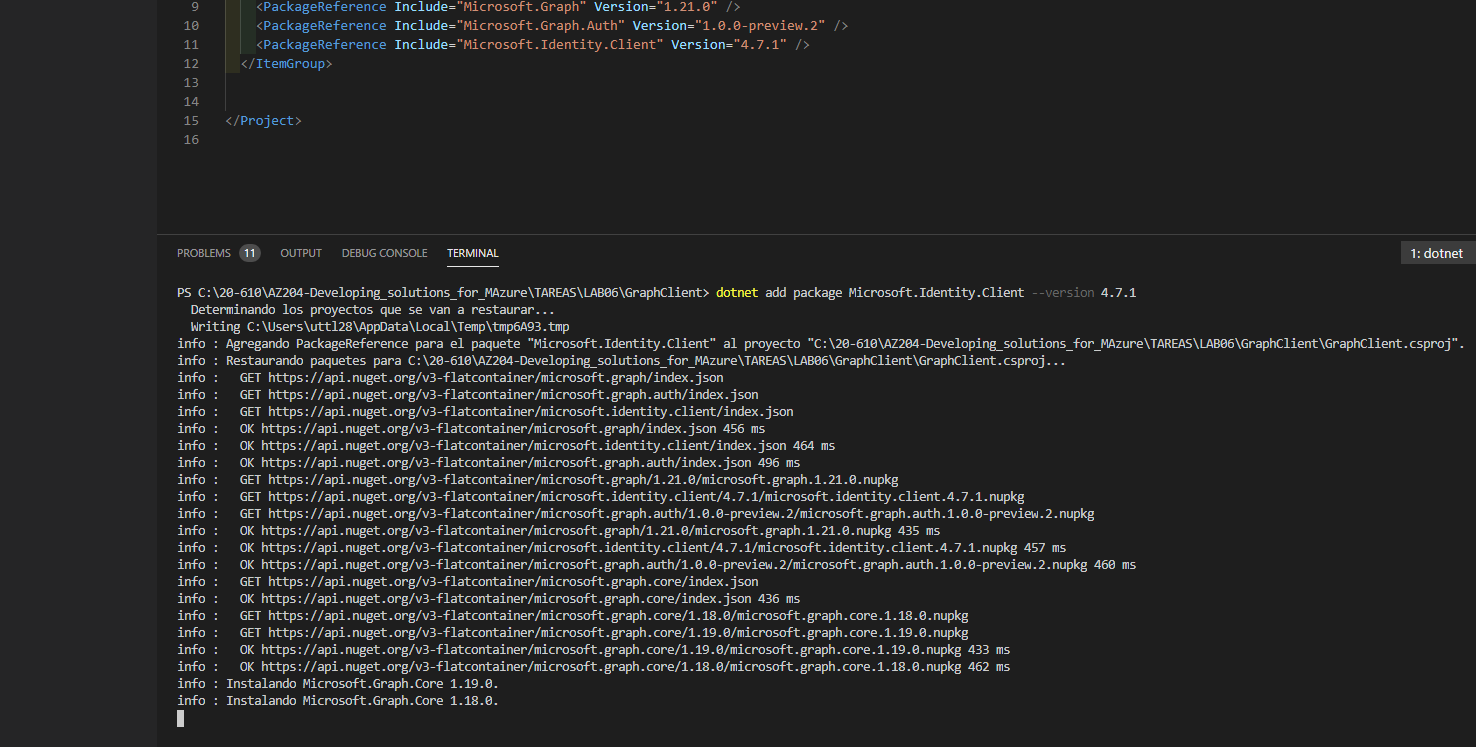 9 <PackageReference Include="Microsoft.Graph" Version="1.21.0" />
10 <PackageReference Include="Microsoft.Graph.Auth" Version="1.0.0-preview.2" />
11 <PackageReference Include="Microsoft.Identity.Client" Version="4.7.1" />
12 </ItemGroup>
13
14
15 </Project>
16
PROBLEMS 11 OUTPUT DEBUG CONSOLE TERMINAL 1: dotnet
PS C:\20-610\AZ204-Developing_solutions_for_MAzure\TAREAS\LAB06\GraphClient> dotnet add package Microsoft.Identity.Client --version 4.7.1
Determinando los proyectos que se van a restaurar...
Writing C:\Users\uttl28\AppData\Local\Temp\tmp6A93.tmp
info : Agregando PackageReference para el paquete "Microsoft.Identity.Client" al proyecto "C:\20-610\AZ204-Developing_solutions_for_MAzure\TAREAS\LAB06\GraphClient\GraphClient.csproj".
info : Restaurando paquetes para C:\20-610\AZ204-Developing_solutions_for_MAzure\TAREAS\LAB06\GraphClient\GraphClient.csproj...
info :   GET https://api.nuget.org/v3-flatcontainer/microsoft.graph/index.json
info :   GET https://api.nuget.org/v3-flatcontainer/microsoft.graph.auth/index.json
info :   GET https://api.nuget.org/v3-flatcontainer/microsoft.identity.client/index.json
info :   OK https://api.nuget.org/v3-flatcontainer/microsoft.graph/index.json 456 ms
info :   OK https://api.nuget.org/v3-flatcontainer/microsoft.identity.client/index.json 464 ms
info :   OK https://api.nuget.org/v3-flatcontainer/microsoft.graph.auth/index.json 496 ms
info :   GET https://api.nuget.org/v3-flatcontainer/microsoft.graph/1.21.0/microsoft.graph.1.21.0.nupkg
info :   GET https://api.nuget.org/v3-flatcontainer/microsoft.identity.client/4.7.1/microsoft.identity.client.4.7.1.nupkg
info :   GET https://api.nuget.org/v3-flatcontainer/microsoft.graph.auth/1.0.0-preview.2/microsoft.graph.auth.1.0.0-preview.2.nupkg
info :   OK https://api.nuget.org/v3-flatcontainer/microsoft.graph/1.21.0/microsoft.graph.1.21.0.nupkg 435 ms
info :   OK https://api.nuget.org/v3-flatcontainer/microsoft.identity.client/4.7.1/microsoft.identity.client.4.7.1.nupkg 457 ms
info :   OK https://api.nuget.org/v3-flatcontainer/microsoft.graph.auth/1.0.0-preview.2/microsoft.graph.auth.1.0.0-preview.2.nupkg 460 ms
info :   GET https://api.nuget.org/v3-flatcontainer/microsoft.graph.core/index.json
info :   OK https://api.nuget.org/v3-flatcontainer/microsoft.graph.core/index.json 436 ms
info :   GET https://api.nuget.org/v3-flatcontainer/microsoft.graph.core/1.18.0/microsoft.graph.core.1.18.0.nupkg
info :   GET https://api.nuget.org/v3-flatcontainer/microsoft.graph.core/1.19.0/microsoft.graph.core.1.19.0.nupkg
info :   OK https://api.nuget.org/v3-flatcontainer/microsoft.graph.core/1.19.0/microsoft.graph.core.1.19.0.nupkg 433 ms
info :   OK https://api.nuget.org/v3-flatcontainer/microsoft.graph.core/1.18.0/microsoft.graph.core.1.18.0.nupkg 462 ms
info : Instalando Microsoft.Graph.Core 1.19.0.
info : Instalando Microsoft.Graph.Core 1.18.0.